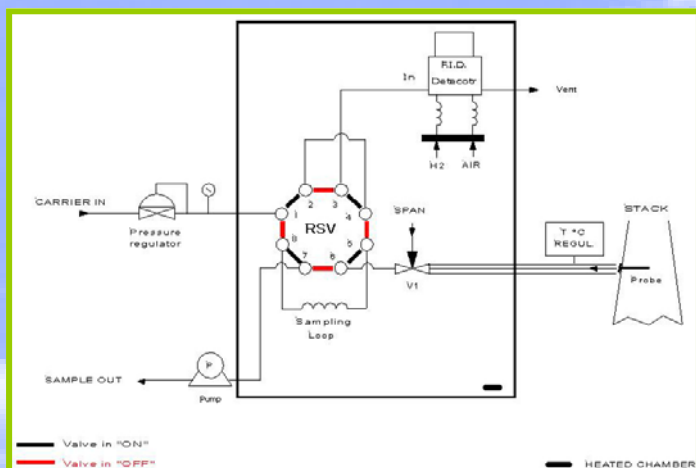 F.I.D.
Detecotr
In
Vent
H2
AIR
CARRIER IN
Pressure
regulator
2
3
1
4
RSV
8
5
7
6
SPAN
V1
T °C
REGUL
STACK
Probe
Sampling
Loop
P
Pump
SAMPLE OUT
Valve in "ON"
Valve in "OFF"
HEATED CHAMBER